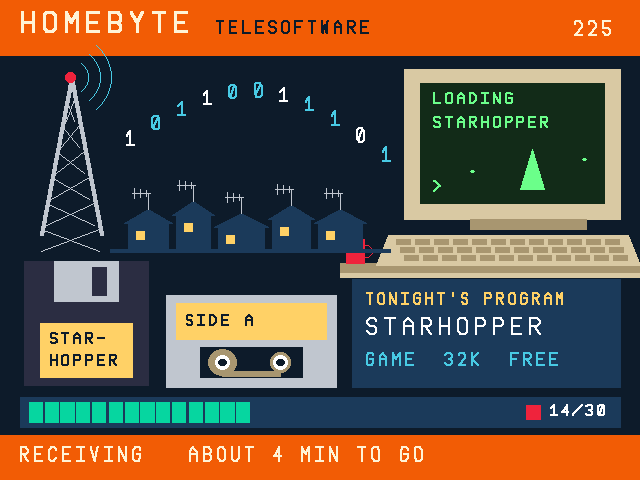 HOMEBYTE TELESOFTWARE 225
1 0 1 1 0 0 1 1 1 0 1
LOADING
STARHOPPER
>
STAR-
HOPPER
SIDE A
TONIGHT'S PROGRAM
STARHOPPER
GAME 32K FREE
14/30
RECEIVING ABOUT 4 MIN TO GO